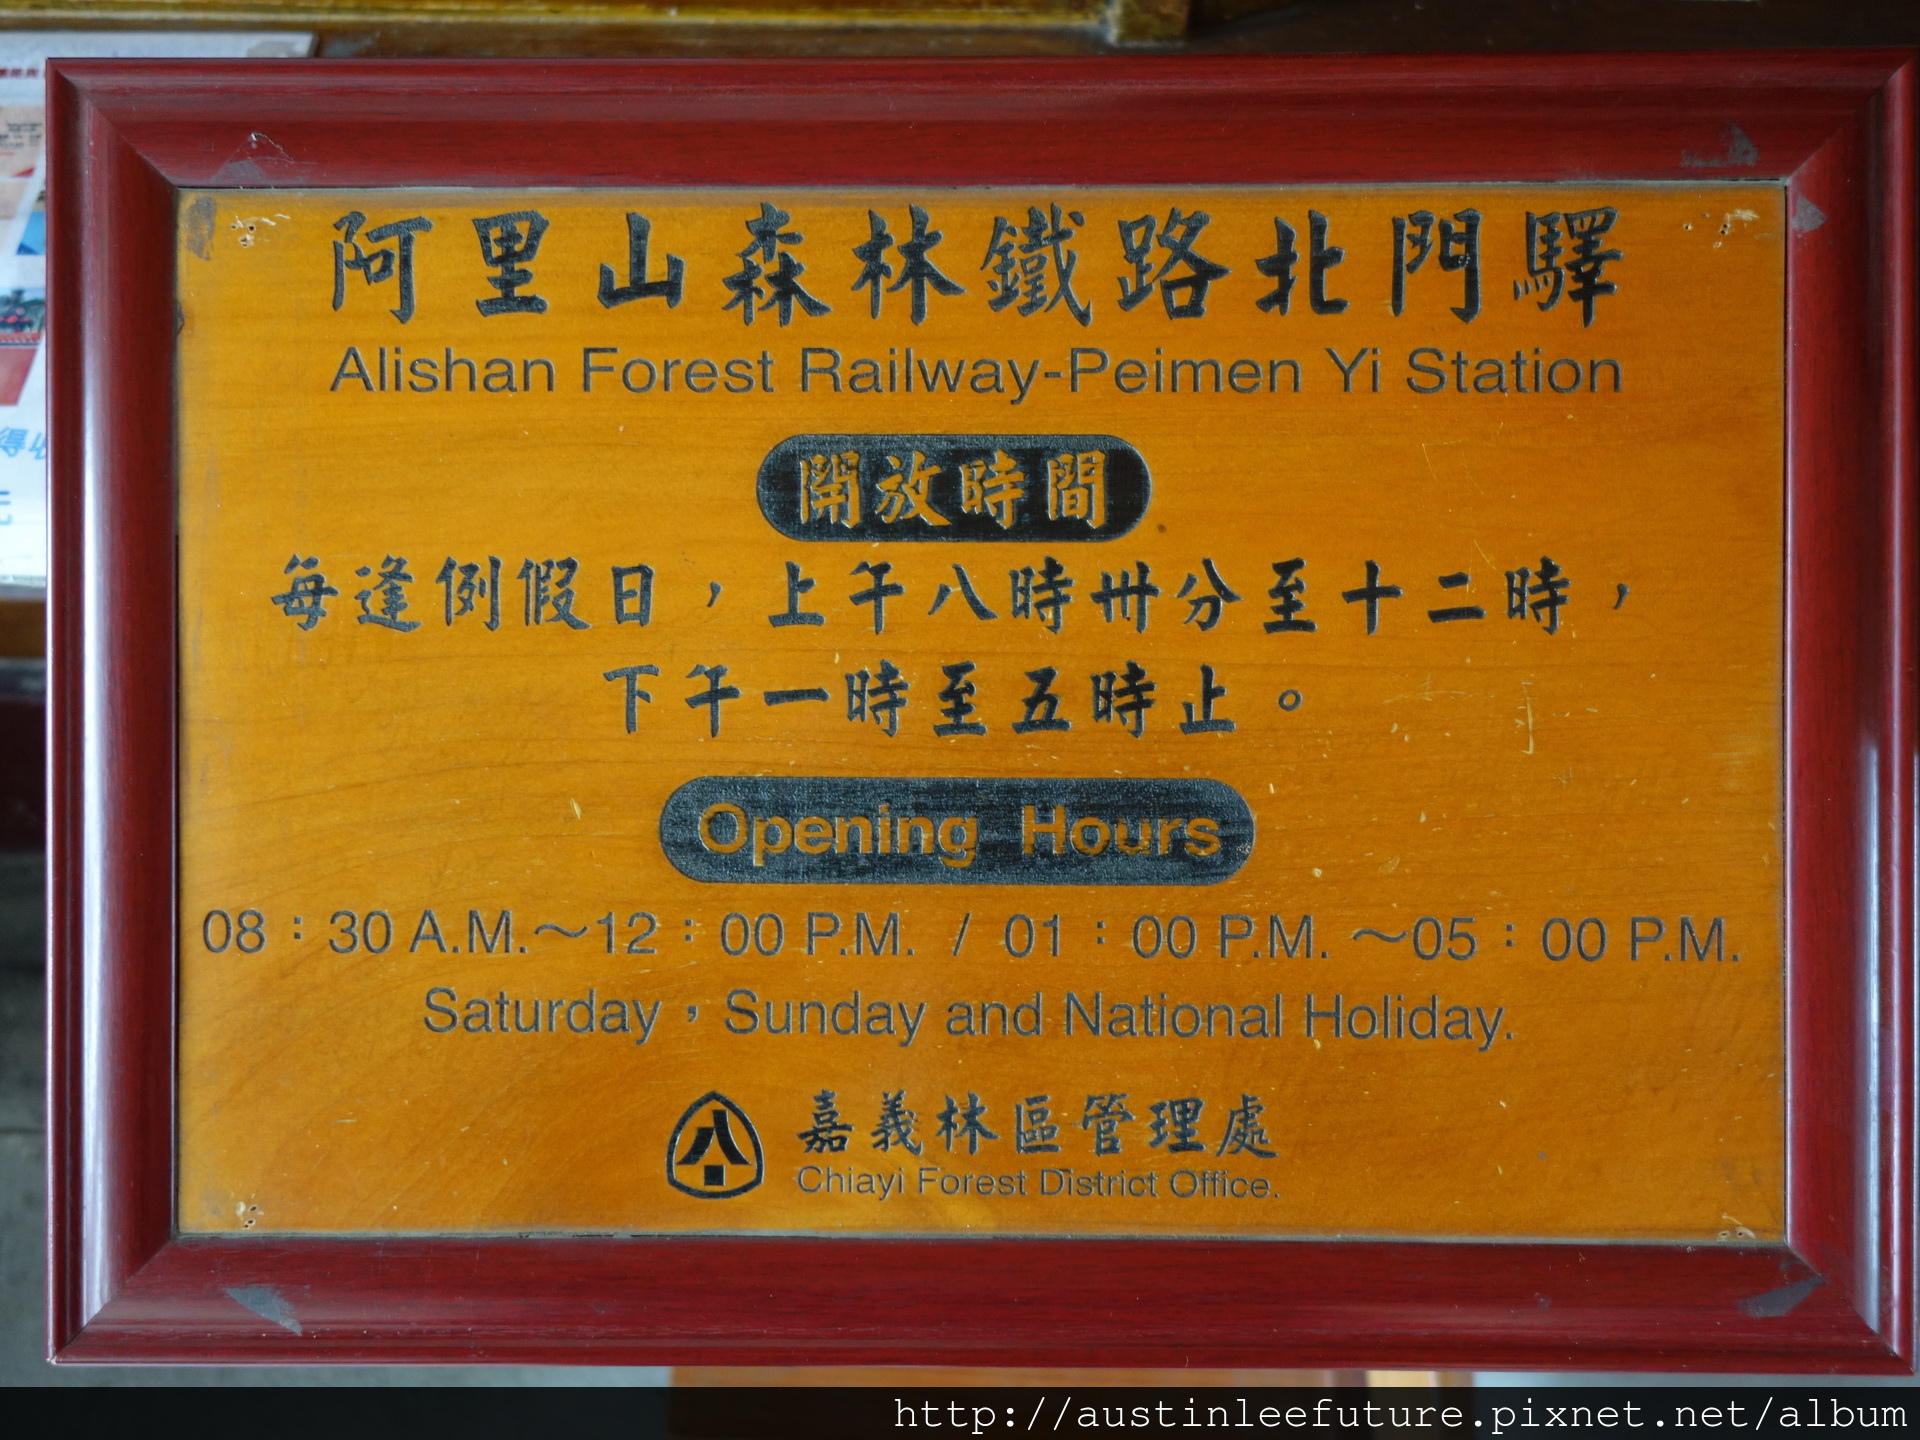 阿里山森林鐵路北門驛
Alishan Forest Railway-Peimen Yi Station
開放時間
每逢例假日，上午八時卅分至十二時，
下午一時至五時止。
Opening Hours
08：30 A.M.～12：00 P.M. / 01：00 P.M. ～05：00 P.M.
Saturday，Sunday and National Holiday.
嘉義林區管理處
Chiayi Forest District Office.
http://austinleefuture.pixnet.net/album